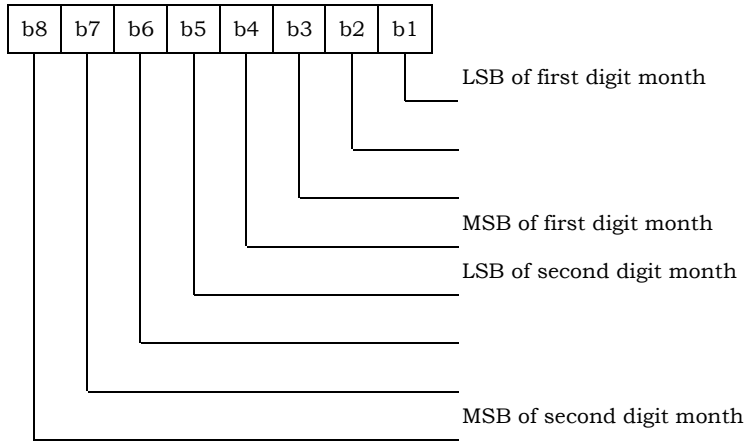 b8 b7 b6 b5 b4 b3 b2 b1
LSB of first digit month
MSB of first digit month
LSB of second digit month
MSB of second digit month